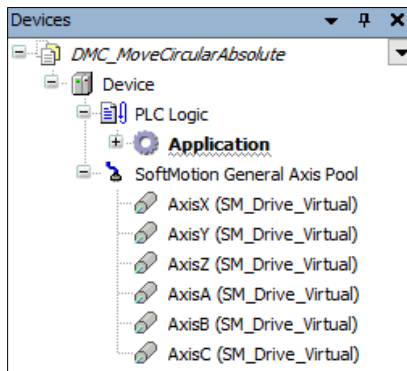 Devices
DMC_MoveCircularAbsolute
Device
PLC Logic
Application
SoftMotion General Axis Pool
AxisX (SM_Drive_Virtual)
AxisY (SM_Drive_Virtual)
AxisZ (SM_Drive_Virtual)
AxisA (SM_Drive_Virtual)
AxisB (SM_Drive_Virtual)
AxisC (SM_Drive_Virtual)